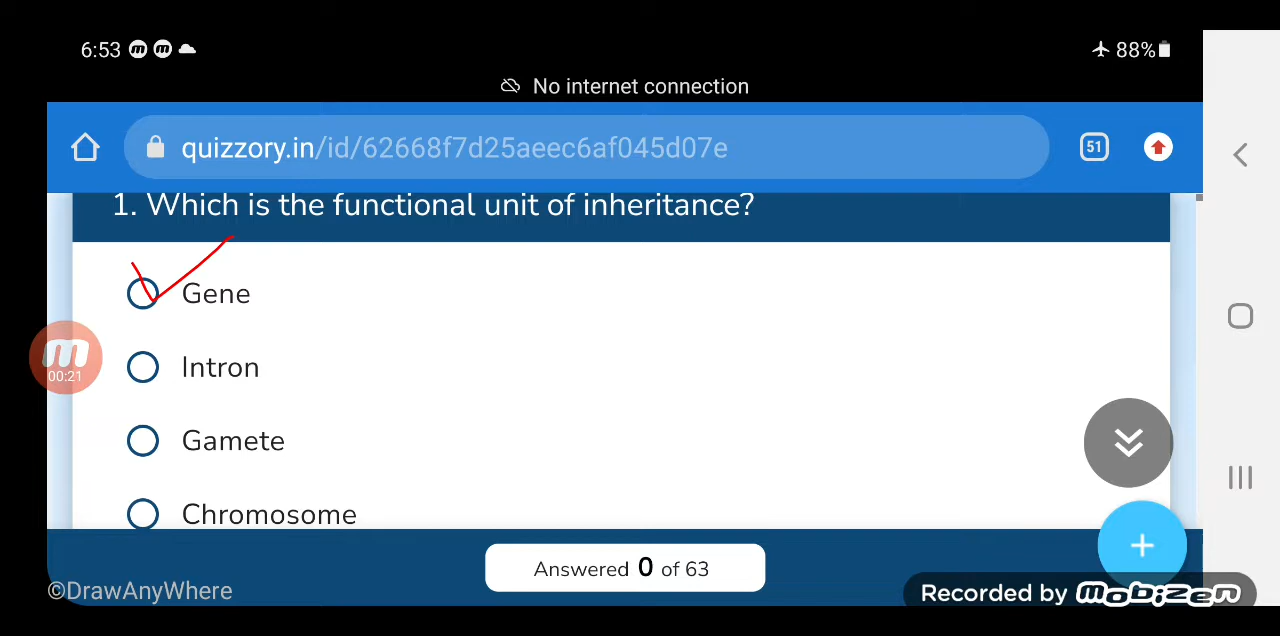 6:53 88%
No internet connection
quizzory.in/id/62668f7d25aeec6af045d07e 51
1. Which is the functional unit of inheritance?
Gene
Intron
00:21
Gamete
Chromosome
Answered 0 of 63
©DrawAnyWhere
Recorded by mobizen